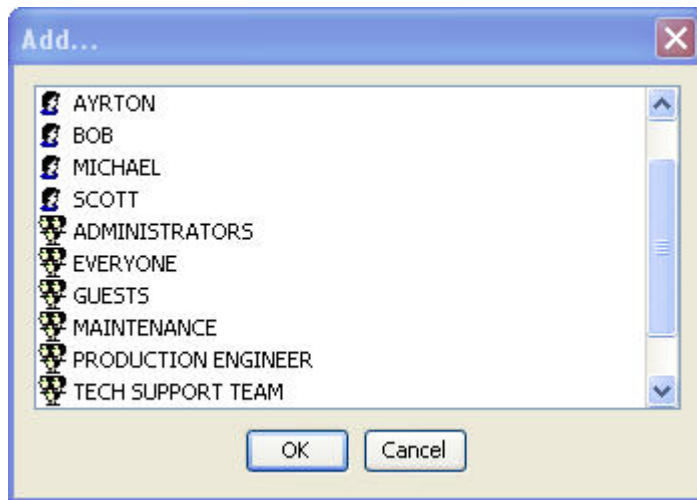 Add...
AYRTON
BOB
MICHAEL
SCOTT
ADMINISTRATORS
EVERYONE
GUESTS
MAINTENANCE
PRODUCTION ENGINEER
TECH SUPPORT TEAM
OK Cancel